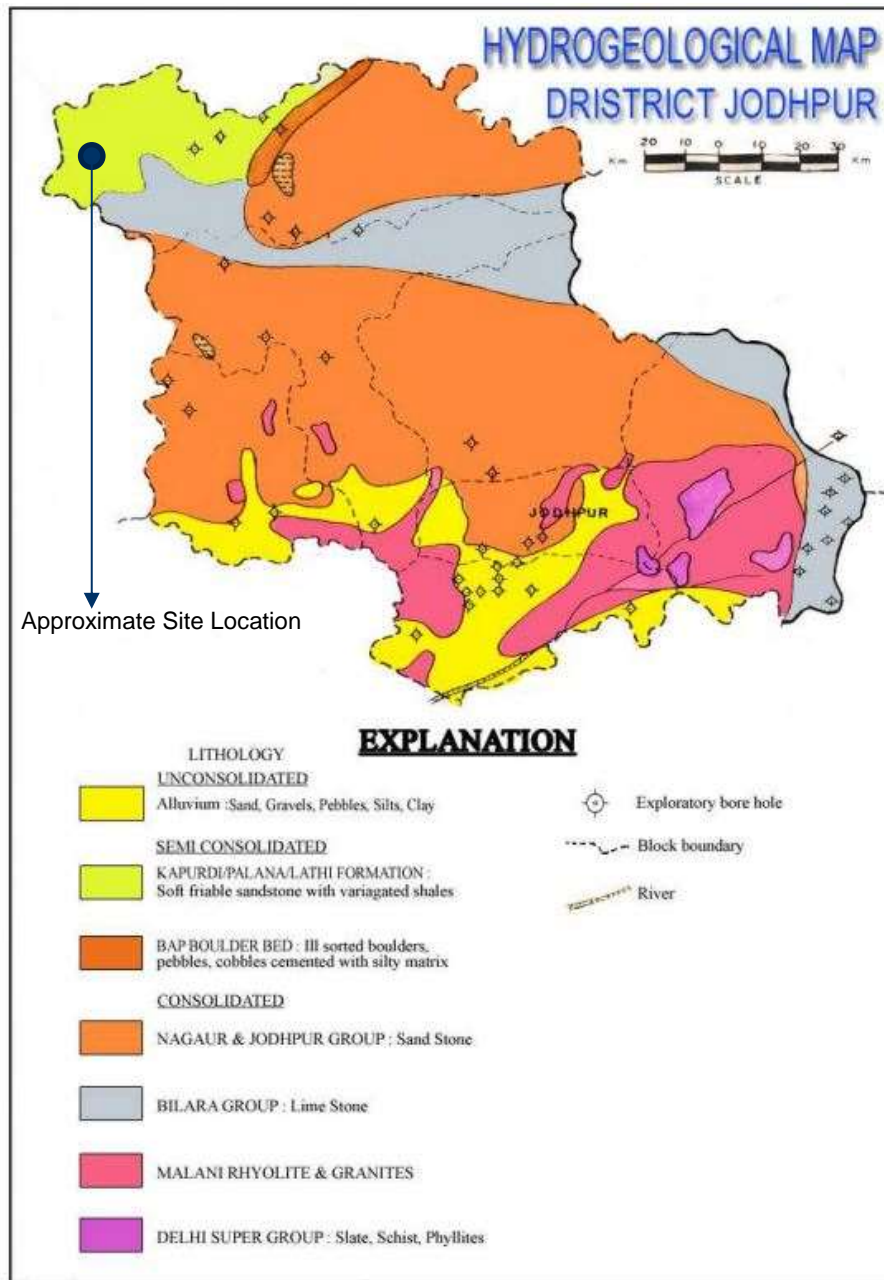 HYDROGEOLOGICAL MAP
DRISTRICT JODHPUR
20 10 0 10 20 30
Km Km
SCALE
JODHPUR
Approximate Site Location
EXPLANATION
LITHOLOGY
UNCONSOLIDATED
Alluvium : Sand, Gravels, Pebbles, Silts, Clay
SEMI CONSOLIDATED
KAPURDI/PALANA/LATHI FORMATION :
Soft friable sandstone with variagated shales
BAP BOULDER BED : Ill sorted boulders,
pebbles, cobbles cemented with silty matrix
CONSOLIDATED
NAGAUR & JODHPUR GROUP : Sand Stone
BILARA GROUP : Lime Stone
MALANI RHYOLITE & GRANITES
DELHI SUPER GROUP : Slate, Schist, Phyllites
Exploratory bore hole
Block boundary
River